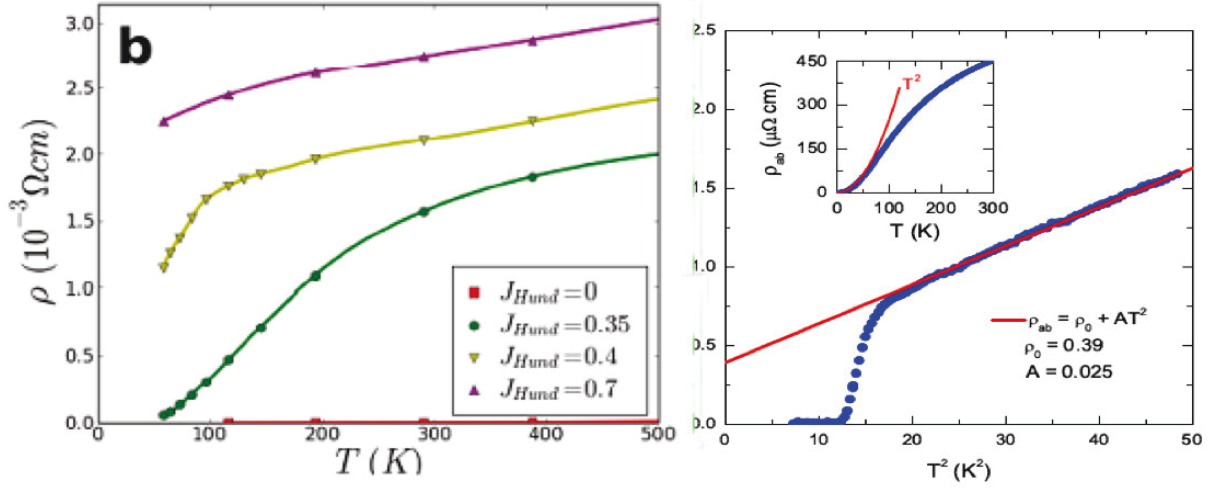 b
3.0
2.5
2.0
1.5
1.0
0.5
0.0
0
100
200
300
400
500
ρ (10⁻³ Ωcm)
T (K)
J_Hund=0
J_Hund=0.35
J_Hund=0.4
J_Hund=0.7
2.5
2.0
1.5
1.0
0.5
0.0
0
10
20
30
40
50
T² (K²)
450
300
150
0
0
100
200
300
ρab (μΩ cm)
T (K)
T²
ρab = ρ₀ + AT²
ρ₀ = 0.39
A = 0.025